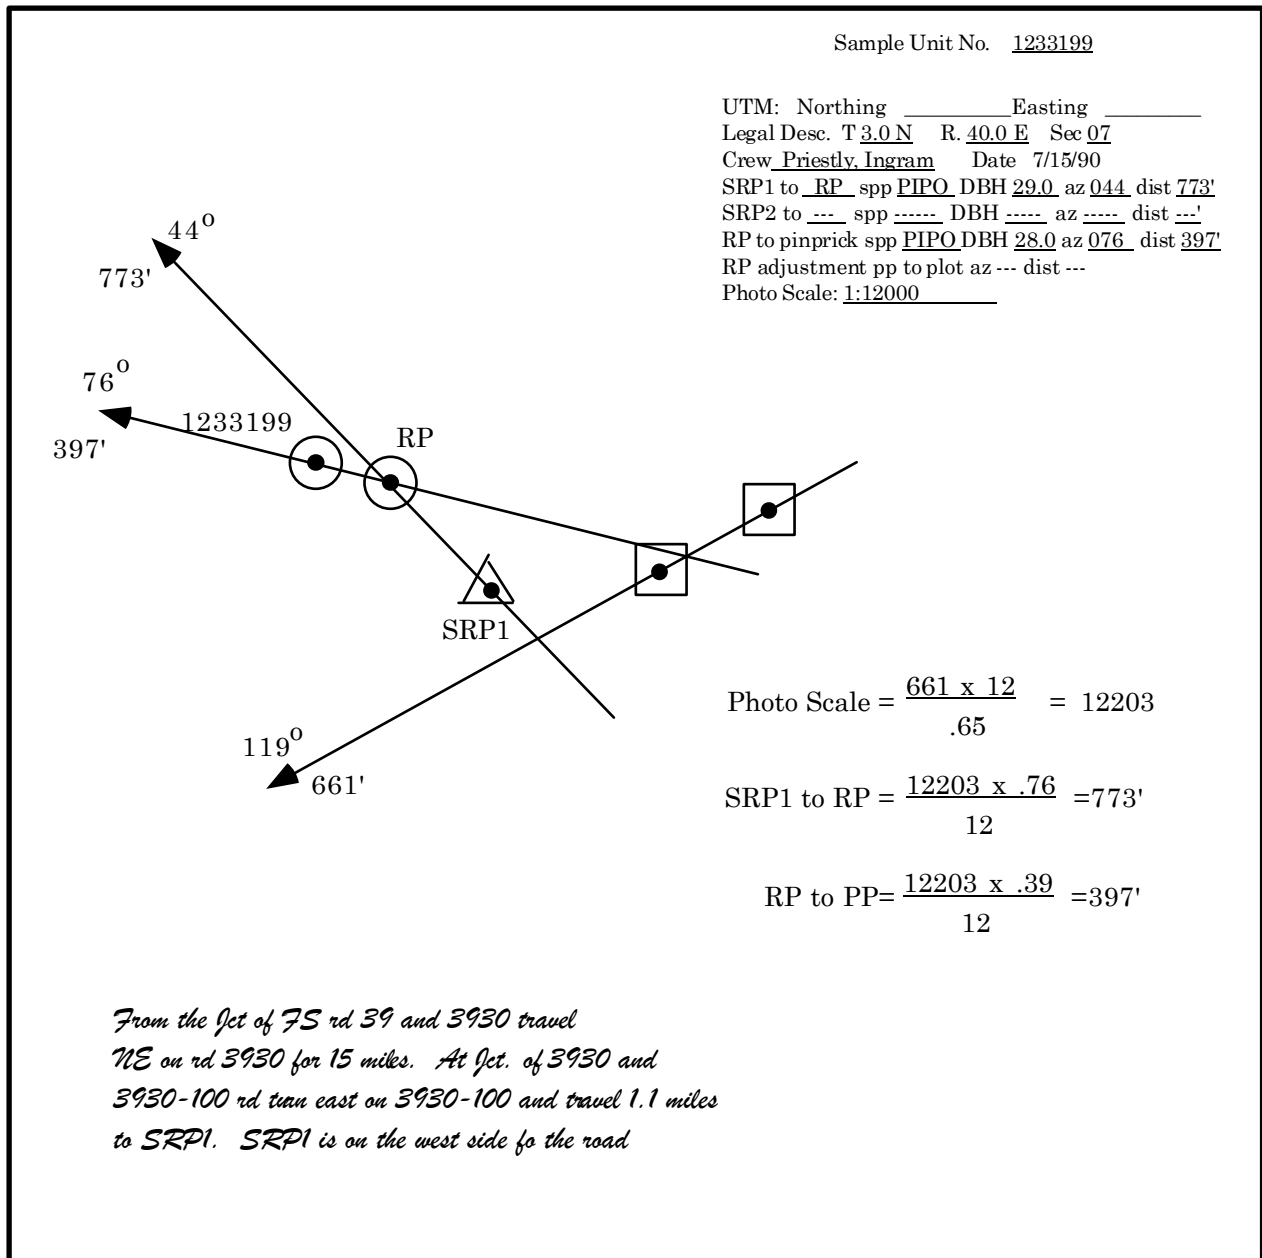 Sample Unit No. 1233199
UTM: Northing _________ Easting ________
Legal Desc. T 3.0 N R. 40.0 E Sec 07
Crew Priestly, Ingram Date 7/15/90
SRP1 to RP spp PIPO DBH 29.0 az 044 dist 773'
SRP2 to --- spp ------ DBH ----- az ----- dist ---'
RP to pinprick spp PIPO DBH 28.0 az 076 dist 397'
RP adjustment pp to plot az --- dist ---
Photo Scale: 1:12000
44o
773'
76o
397'
1233199
RP
SRP1
119o
661'
Photo Scale = 661 x 12 = 12203
.65
SRP1 to RP = 12203 x .76 =773'
12
RP to PP= 12203 x .39 =397'
12
From the Jct of FS rd 39 and 3930 travel
NE on rd 3930 for 15 miles. At Jct. of 3930 and
3930-100 rd turn east on 3930-100 and travel 1.1 miles
to SRP1. SRP1 is on the west side fo the road